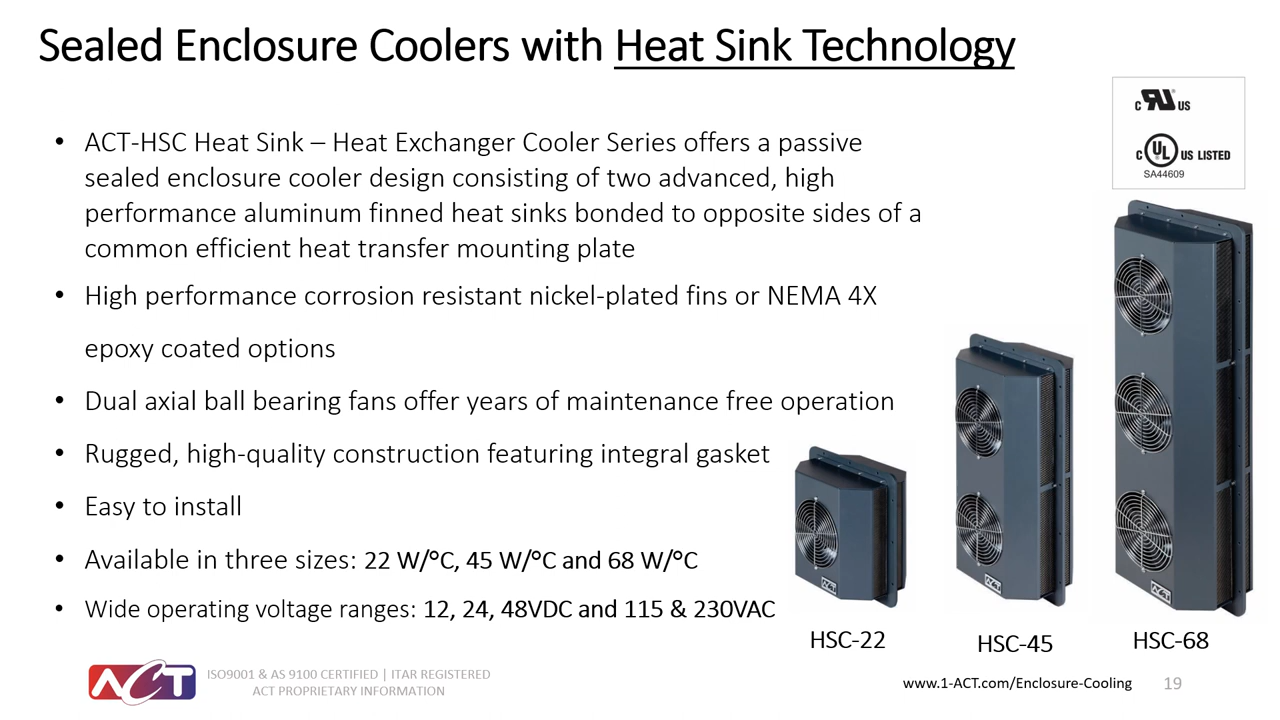 Sealed Enclosure Coolers with Heat Sink Technology
• ACT-HSC Heat Sink – Heat Exchanger Cooler Series offers a passive
sealed enclosure cooler design consisting of two advanced, high
performance aluminum finned heat sinks bonded to opposite sides of a
common efficient heat transfer mounting plate
• High performance corrosion resistant nickel-plated fins or NEMA 4X
epoxy coated options
• Dual axial ball bearing fans offer years of maintenance free operation
• Rugged, high-quality construction featuring integral gasket
• Easy to install
• Available in three sizes: 22 W/°C, 45 W/°C and 68 W/°C
• Wide operating voltage ranges: 12, 24, 48VDC and 115 & 230VAC
C RU US
C UL US LISTED
SA44609
ACT
ACT
ACT
HSC-22
HSC-45
HSC-68
ACT
ISO9001 & AS 9100 CERTIFIED | ITAR REGISTERED
ACT PROPRIETARY INFORMATION
www.1-ACT.com/Enclosure-Cooling
19